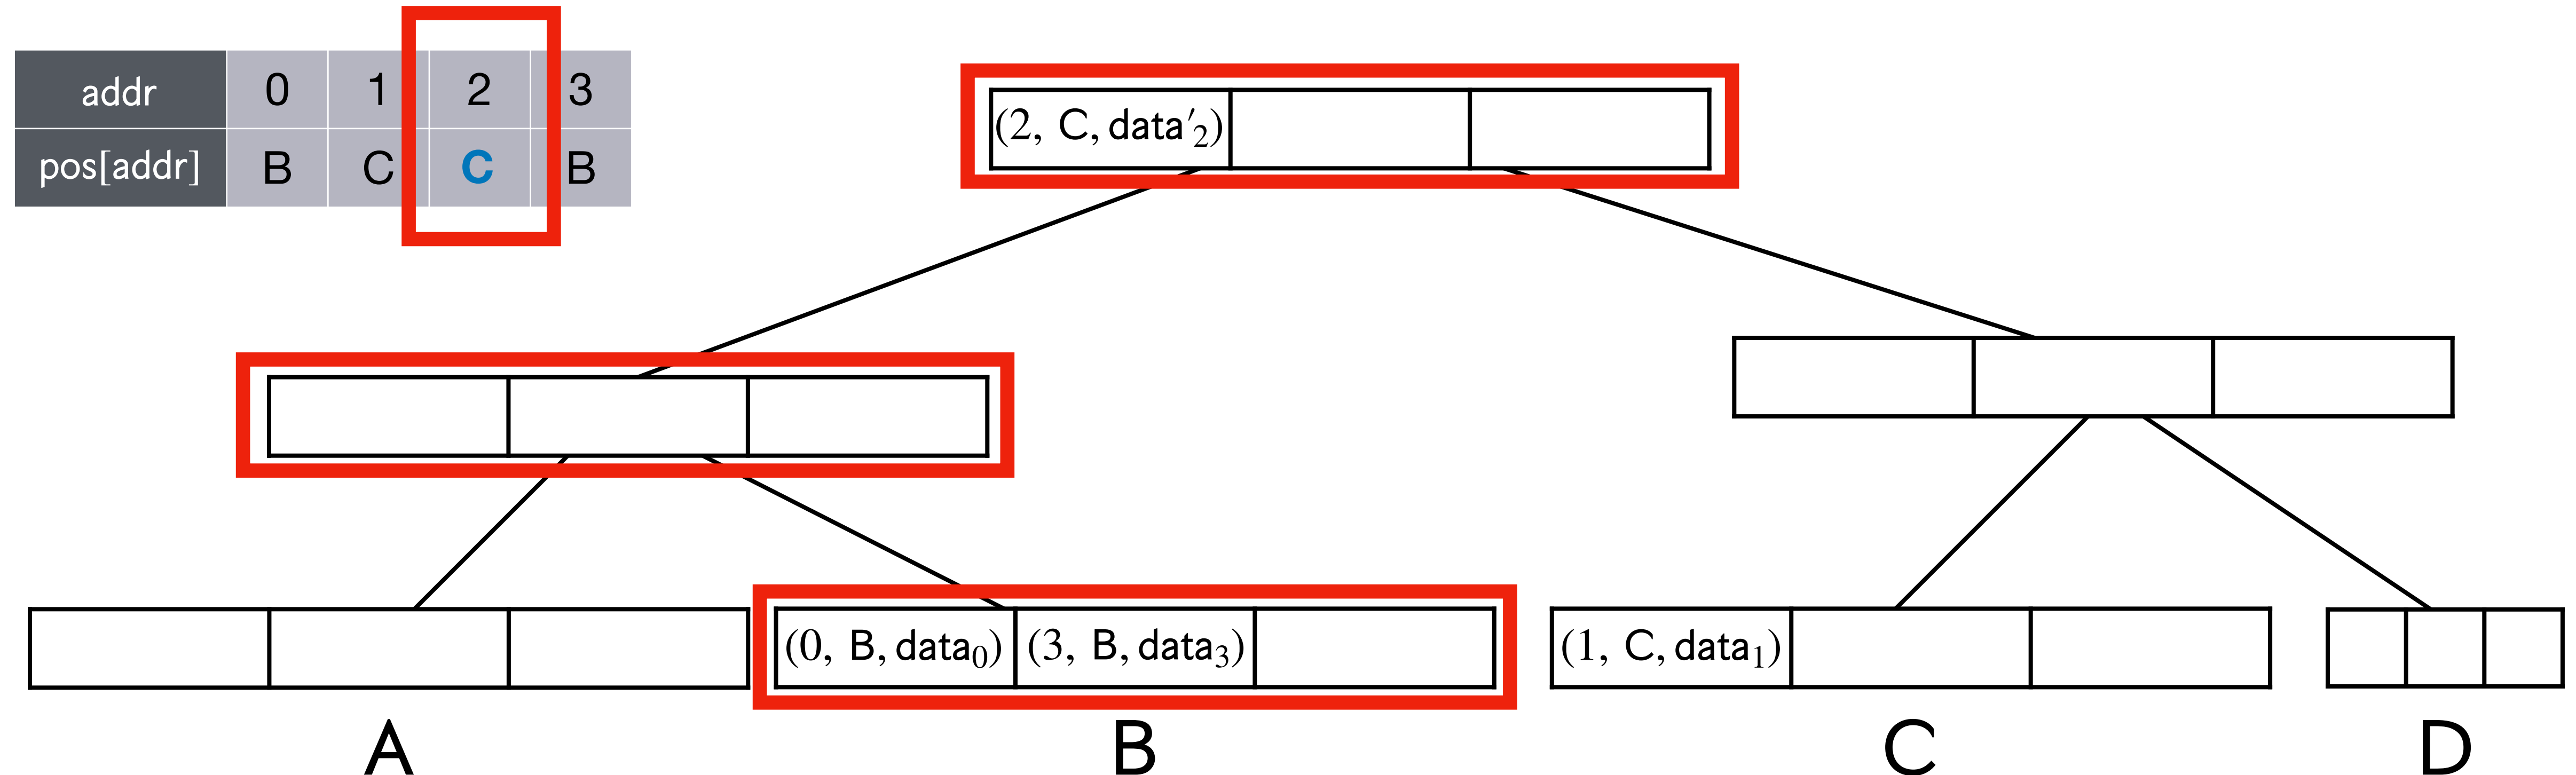 addr 0 1 2 3
pos[addr] B C C B
(2, C, data′₂)
(0, B, data₀) (3, B, data₃) (1, C, data₁)
A B C D